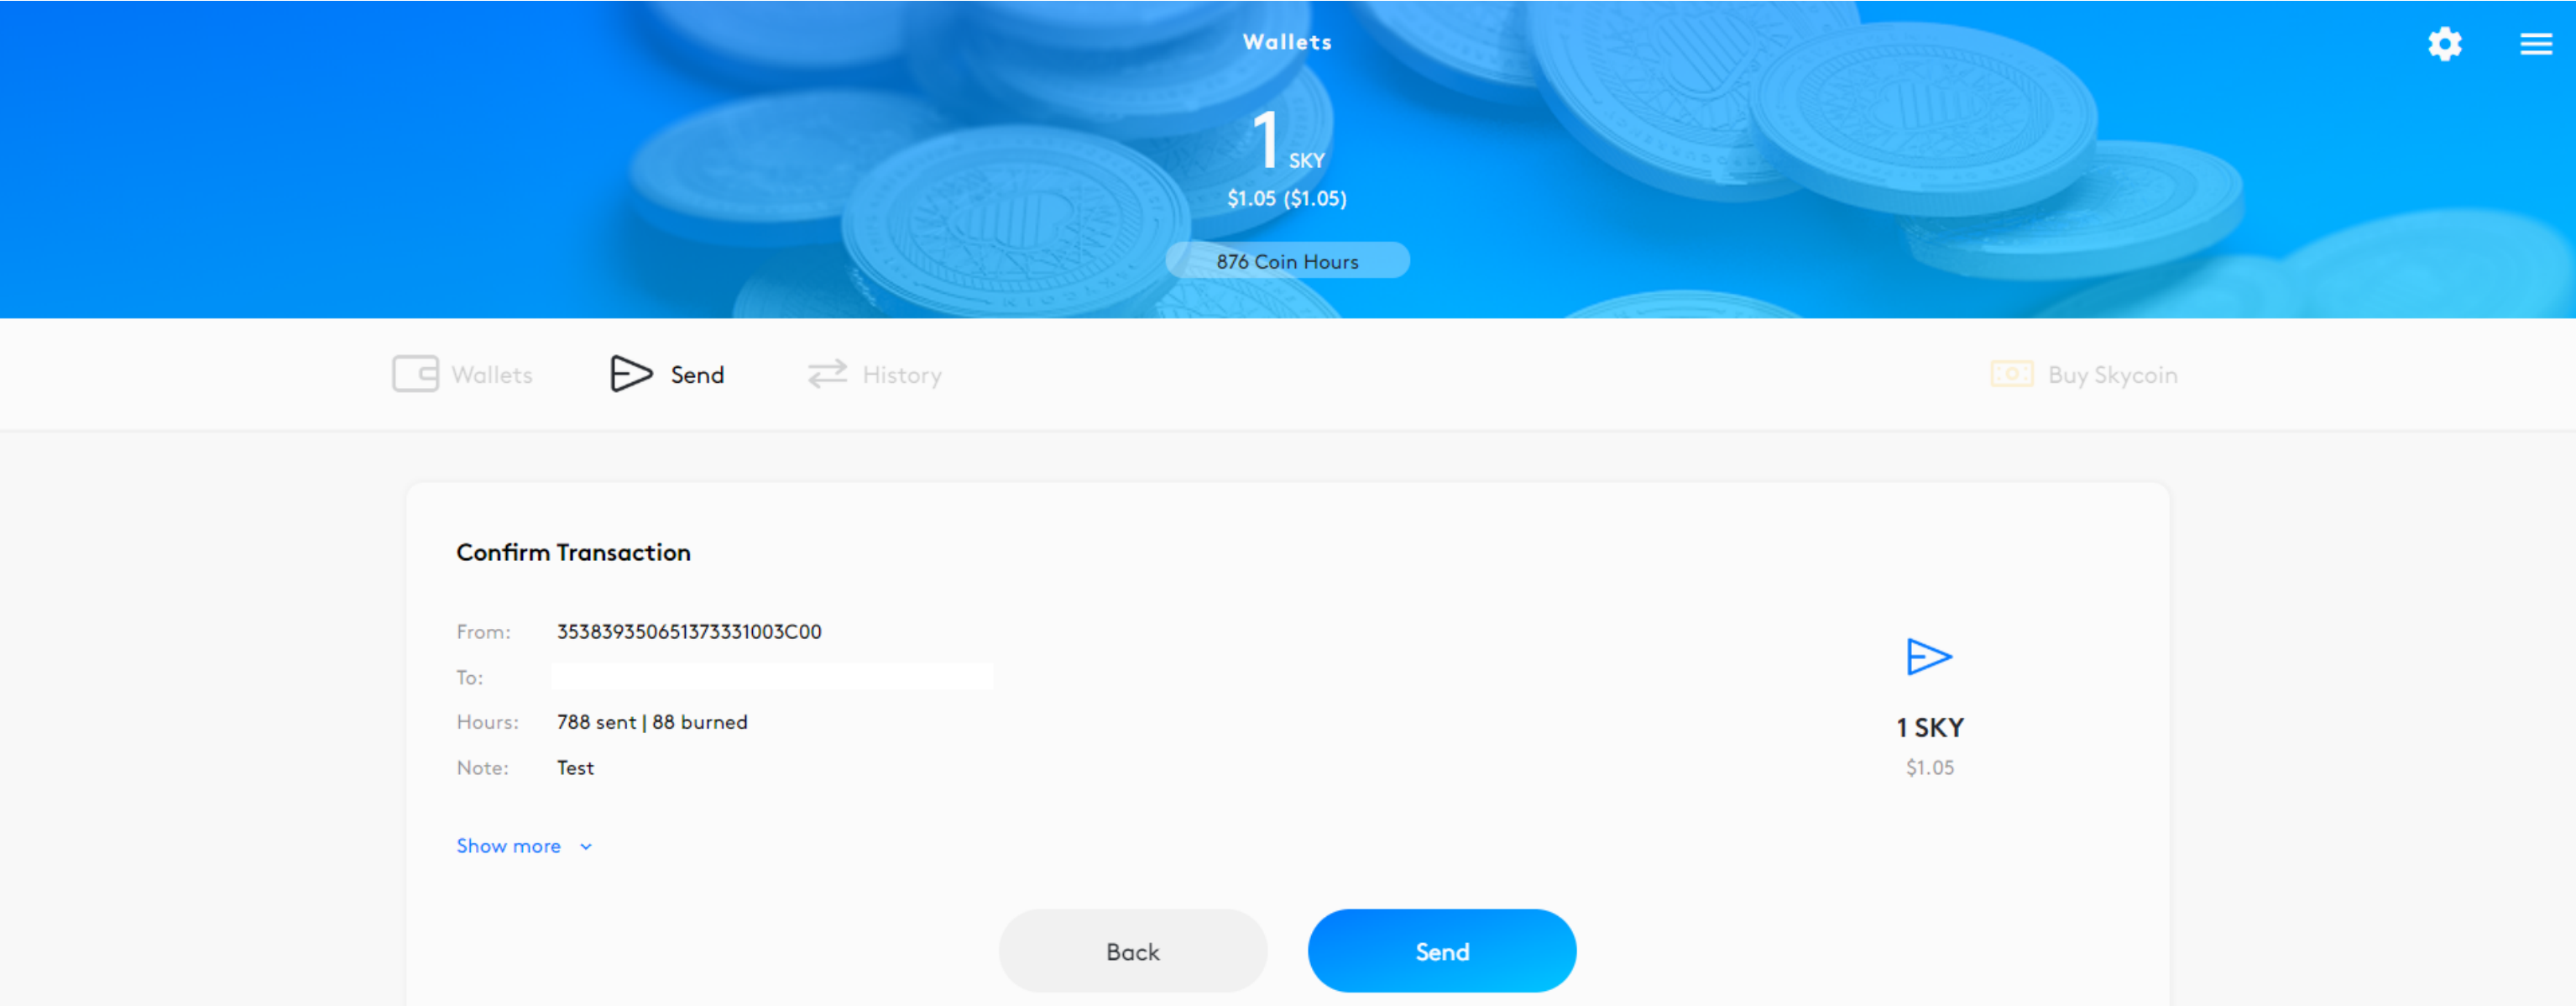 Wallets
1 SKY
$1.05 ($1.05)
876 Coin Hours
Wallets Send History Buy Skycoin
Confirm Transaction
From: 353839350651373331003C00
To:
Hours: 788 sent | 88 burned
Note: Test
1 SKY
$1.05
Show more
Back Send